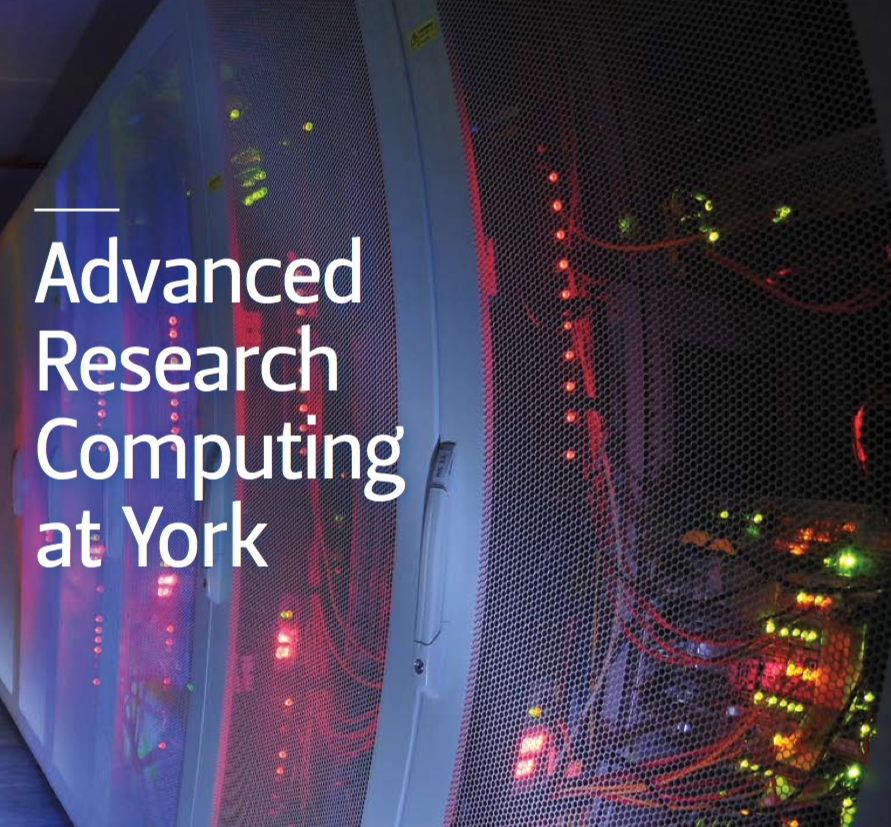 Advanced
Research
Computing
at York